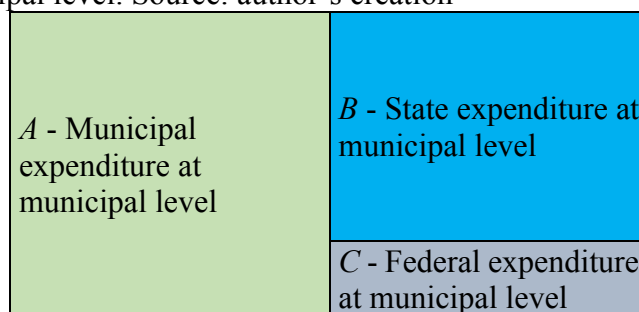 level. Source: author's creation
A - Municipal
expenditure at
municipal level
B - State expenditure at
municipal level
C - Federal expenditure
at municipal level